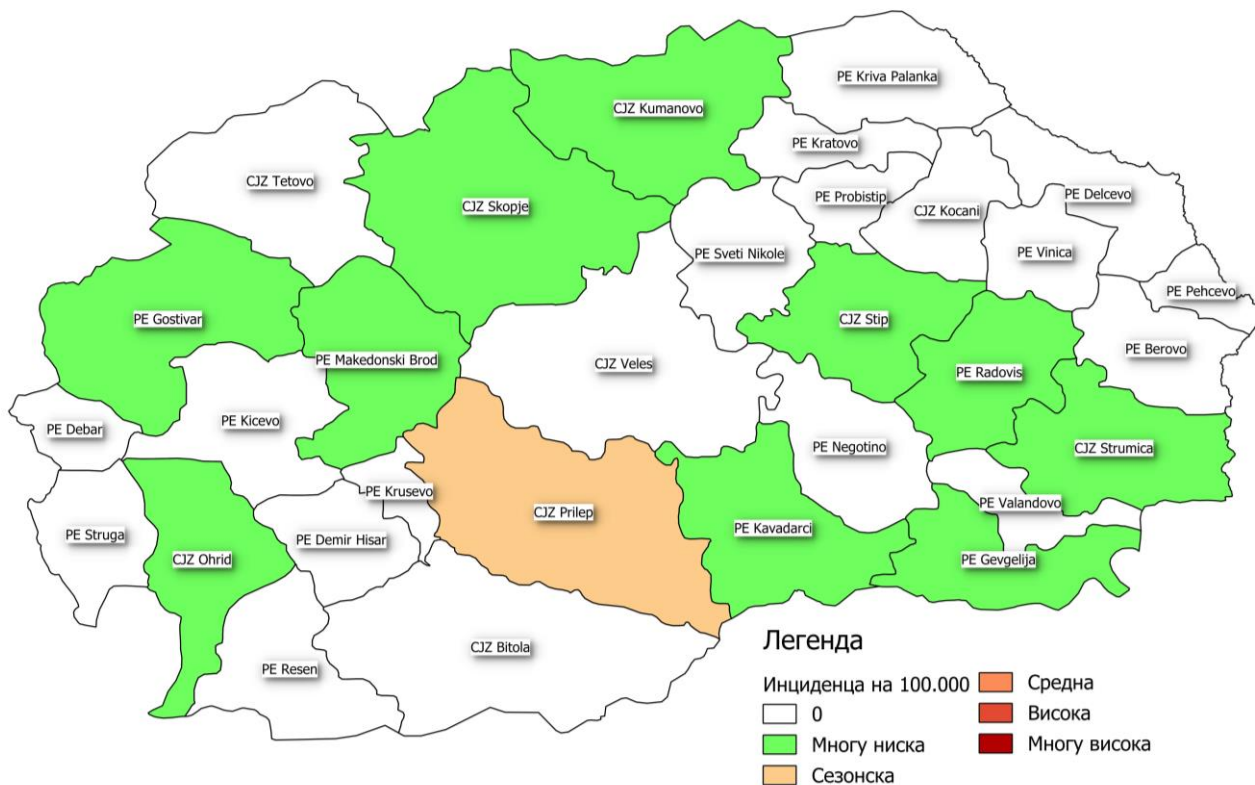 PE Kriva Palanka
CJZ Kumanovo
PE Kratovo
CJZ Tetovo
PE Probistip
PE Delcevo
CJZ Skopje
CJZ Kocani
PE Sveti Nikole
PE Vinica
PE Pehcevo
PE Gostivar
CJZ Stip
PE Berovo
PE Makedonski Brod
CJZ Veles
PE Radovis
PE Kicevo
PE Debar
PE Negotino
CJZ Strumica
PE Krusevo
PE Valandovo
CJZ Prilep
PE Kavadarci
PE Struga
PE Demir Hisar
CJZ Ohrid
PE Gevgelija
CJZ Bitola
PE Resen
Легенда
Инциденца на 100.000
0
Многу ниска
Сезонска
Средна
Висока
Многу висока